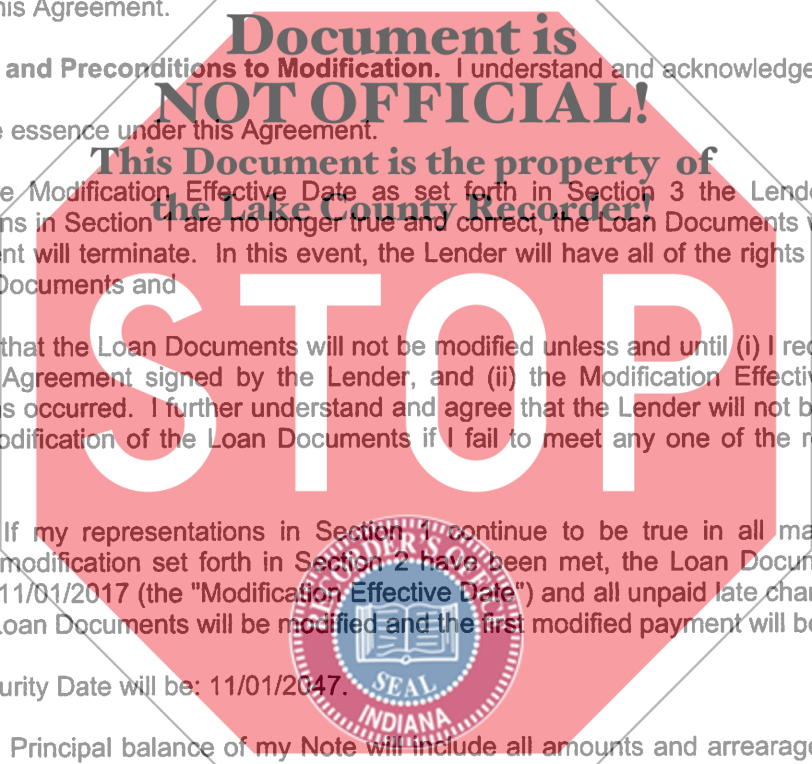 his Agreement.
Document is
and Preconditions to Modification. I understand and acknowledge
NOT OFFICIAL!
essence under this Agreement.
This Document is the property of
Modification Effective Date as set forth in Section 3 the Lende
the Lake County Recorder!
ns in Section 1 are no longer true and correct, the Loan Documents
nt will terminate. In this event, the Lender will have all of the rights
Documents and
STOP
that the Loan Documents will not be modified unless and until (i) I rec
Agreement signed by the Lender, and (ii) the Modification Effectiv
s occurred. I further understand and agree that the Lender will not b
odification of the Loan Documents if I fail to meet any one of the r
If my representations in Section 1 continue to be true in all ma
modification set forth in Section 2 have been met, the Loan Docum
11/01/2017 (the "Modification Effective Date") and all unpaid late char
Loan Documents will be modified and the first modified payment will be
RECORDER'S OFFICE
SEAL
INDIANA
urity Date will be: 11/01/2047.
Principal balance of my Note will include all amounts and arrearage